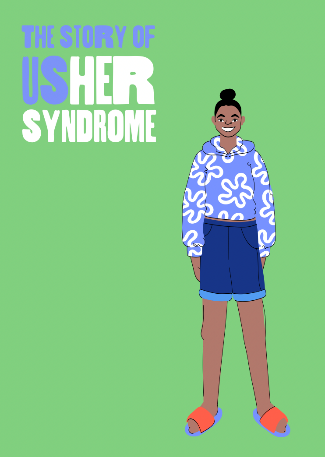 THE STORY OF
USHER
SYNDROME